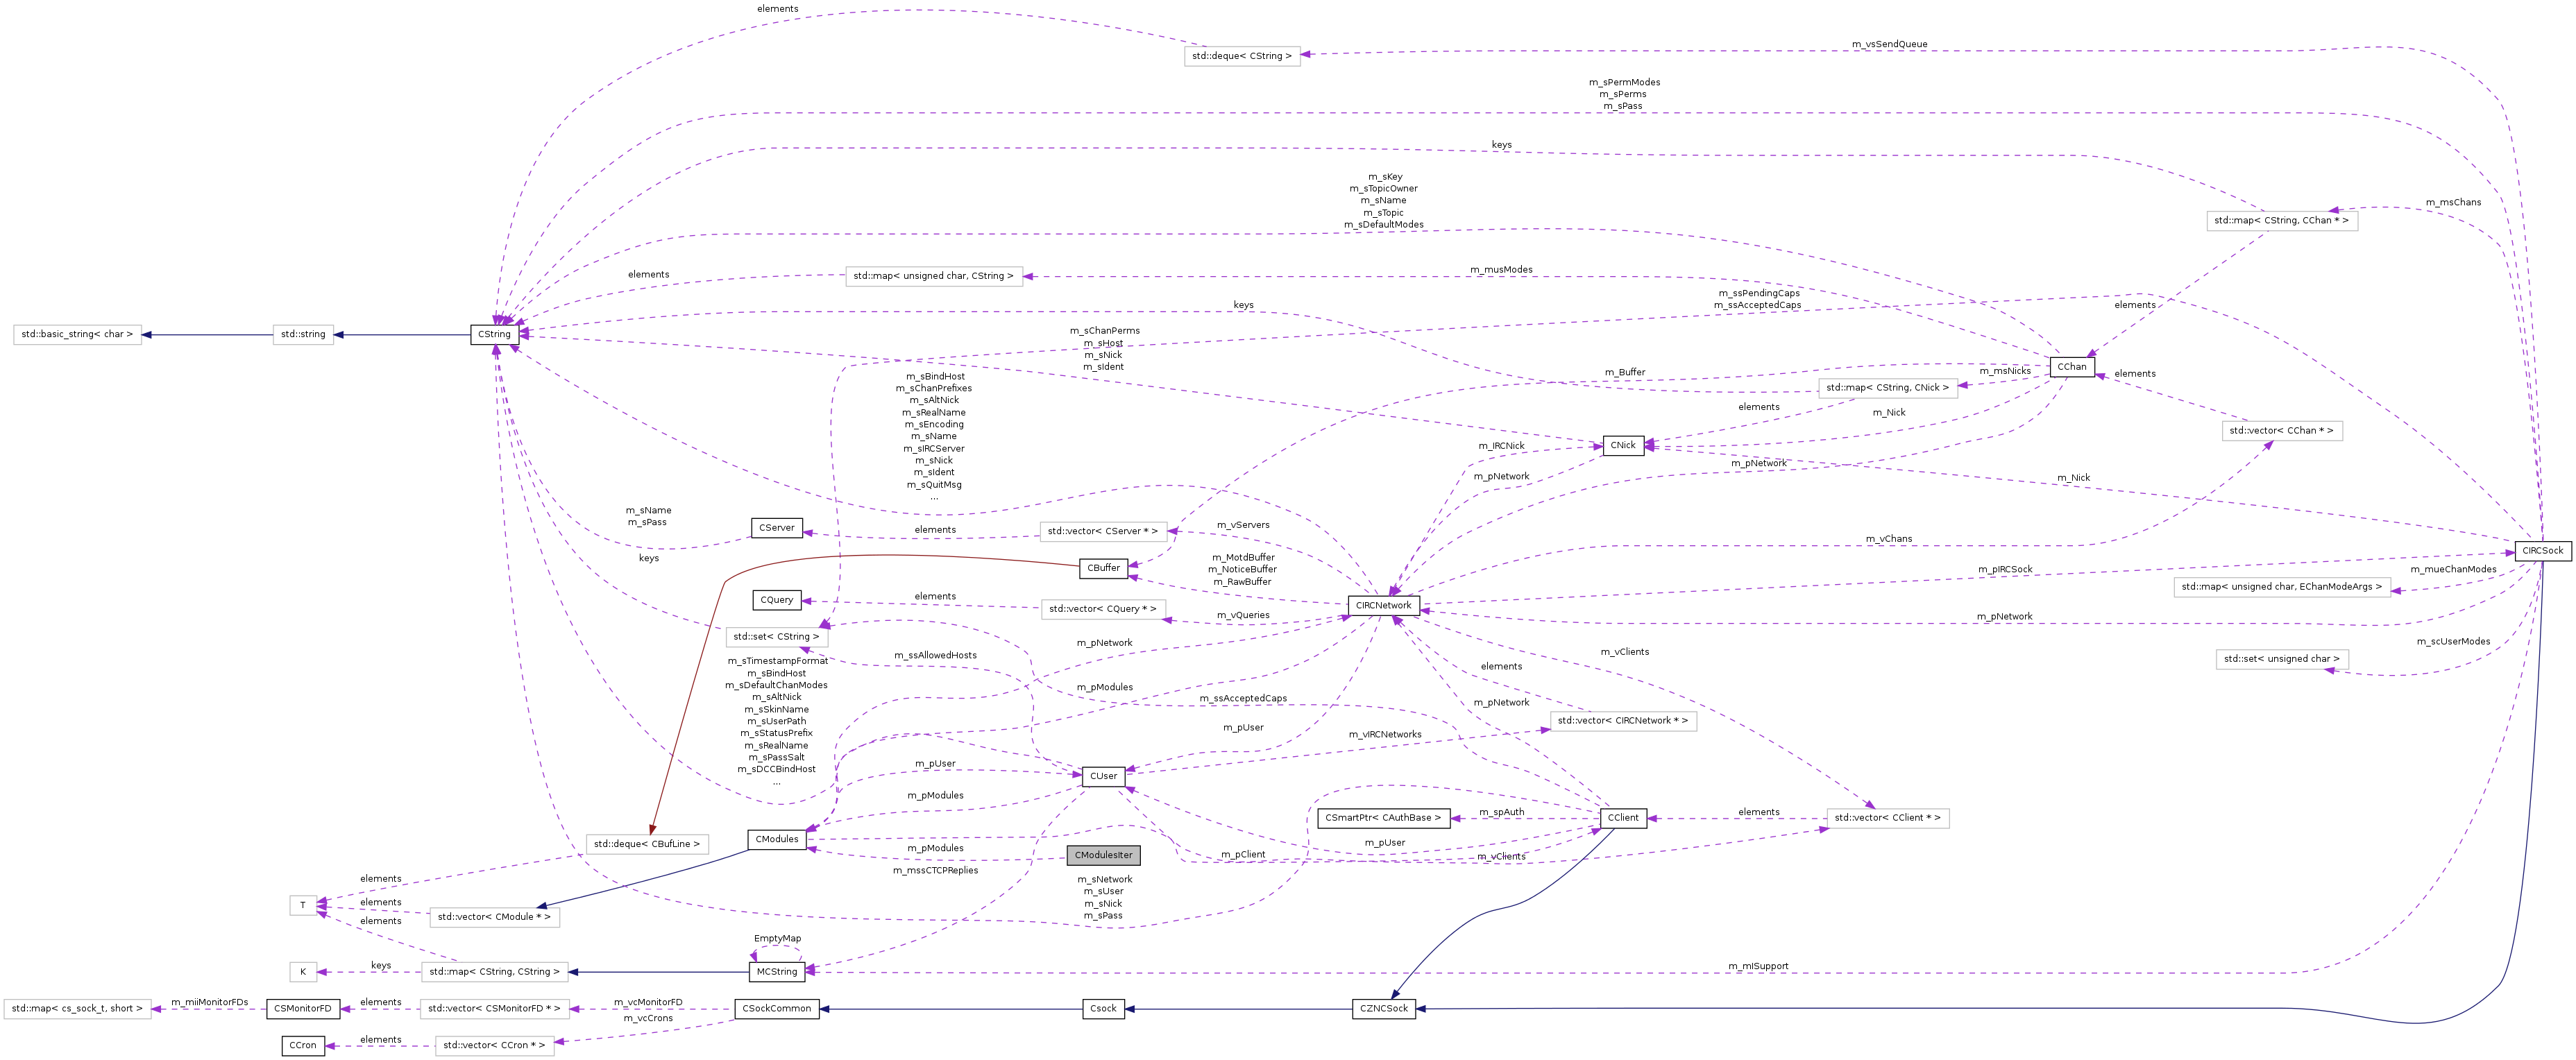 elements
m_vsSendQueue
std::deque< CString >
m_sPermModes
m_sPerms
m_sPass
keys
m_sKey
m_sTopicOwner
m_sName
m_sTopic
m_sDefaultModes
m_msChans
std::map< CString, CChan * >
elements
std::map< unsigned char, CString >
m_musModes
m_ssPendingCaps
m_ssAcceptedCaps
keys
elements
std::basic_string< char >
std::string
CString
m_sChanPerms
m_sHost
m_sNick
m_sIdent
CChan
m_Buffer
m_msNicks
elements
std::map< CString, CNick >
m_sBindHost
m_sChanPrefixes
m_sAltNick
m_sRealName
m_sEncoding
m_sName
m_sIRCServer
m_sNick
m_sIdent
m_sQuitMsg
...
elements
m_Nick
std::vector< CChan * >
m_IRCNick
CNick
m_pNetwork
m_pNetwork
m_Nick
m_sName
m_sPass
CServer
elements
std::vector< CServer * >
m_vServers
m_vChans
CIRCSock
keys
CBuffer
m_MotdBuffer
m_NoticeBuffer
m_RawBuffer
m_pIRCSock
m_mueChanModes
std::map< unsigned char, EChanModeArgs >
CQuery
elements
std::vector< CQuery * >
CIRCNetwork
m_vQueries
m_pNetwork
std::set< CString >
m_pNetwork
m_scUserModes
m_ssAllowedHosts
m_vClients
std::set< unsigned char >
m_sTimestampFormat
m_sBindHost
m_sDefaultChanModes
m_sAltNick
m_sSkinName
m_sUserPath
m_sStatusPrefix
m_sRealName
m_sPassSalt
m_sDCCBindHost
...
elements
m_pModules
m_ssAcceptedCaps
m_pNetwork
std::vector< CIRCNetwork * >
m_pUser
m_vIRCNetworks
m_pUser
CUser
m_pModules
m_spAuth
CSmartPtr< CAuthBase >
CClient
elements
std::vector< CClient * >
std::deque< CBufLine >
CModules
m_pModules
CModulesIter
m_pClient
m_pUser
m_vClients
m_mssCTCPReplies
elements
m_sNetwork
m_sUser
m_sNick
m_sPass
T
elements
std::vector< CModule * >
elements
EmptyMap
K
keys
std::map< CString, CString >
MCString
m_mISupport
std::map< cs_sock_t, short >
m_miiMonitorFDs
CSMonitorFD
elements
std::vector< CSMonitorFD * >
m_vcMonitorFD
CSockCommon
Csock
CZNCSock
m_vcCrons
CCron
elements
std::vector< CCron * >